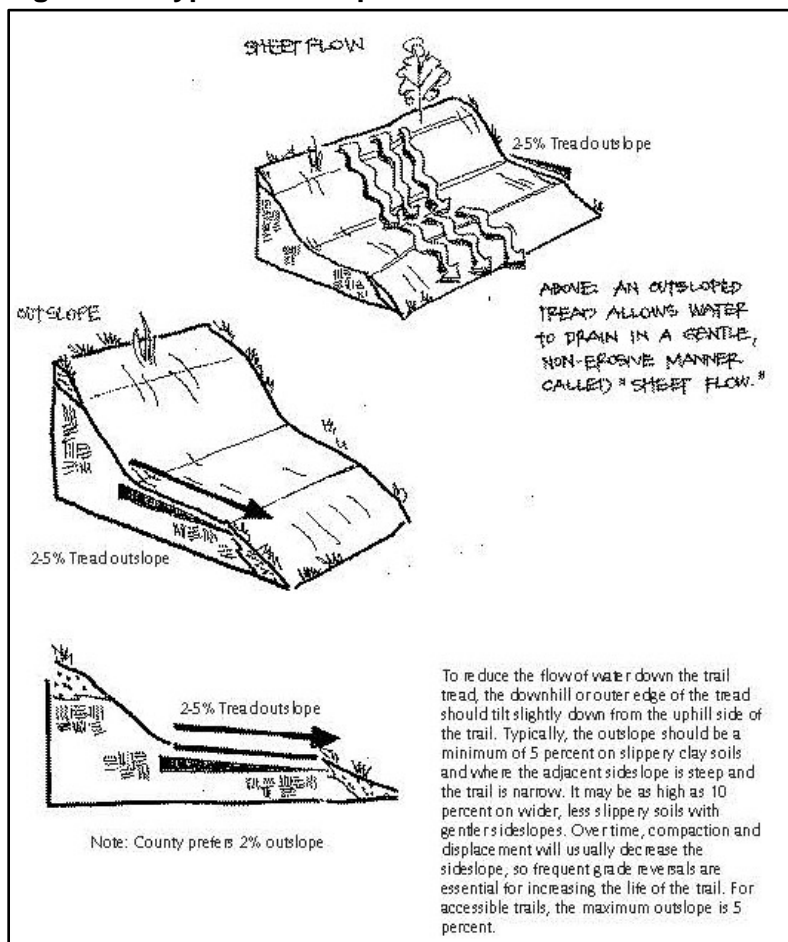 SHEET FLOW
2-5% Tread outslope
ABOVE: AN OUTSLOPED
TREAD ALLOWS WATER
TO DRAIN IN A GENTLE,
NON-EROSIVE MANNER
CALLED "SHEET FLOW."
OUTSLOPE
2-5% Tread outslope
2-5% Tread outslope
Note: County prefers 2% outslope
To reduce the flow of water down the trail
tread, the downhill or outer edge of the tread
should tilt slightly down from the uphill side of
the trail. Typically, the outslope should be a
minimum of 5 percent on slippery clay soils
and where the adjacent sideslope is steep and
the trail is narrow. It may be as high as 10
percent on wider, less slippery soils with
gentler sideslopes. Over time, compaction and
displacement will usually decrease the
sideslope, so frequent grade reversals are
essential for increasing the life of the trail. For
accessible trails, the maximum outslope is 5
percent.